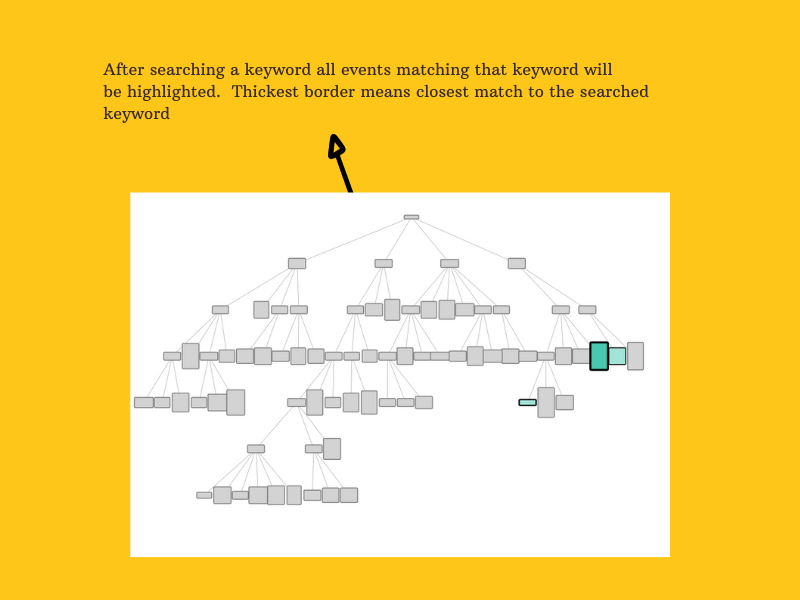 After searching a keyword all events matching that keyword will
be highlighted.  Thickest border means closest match to the searched
keyword